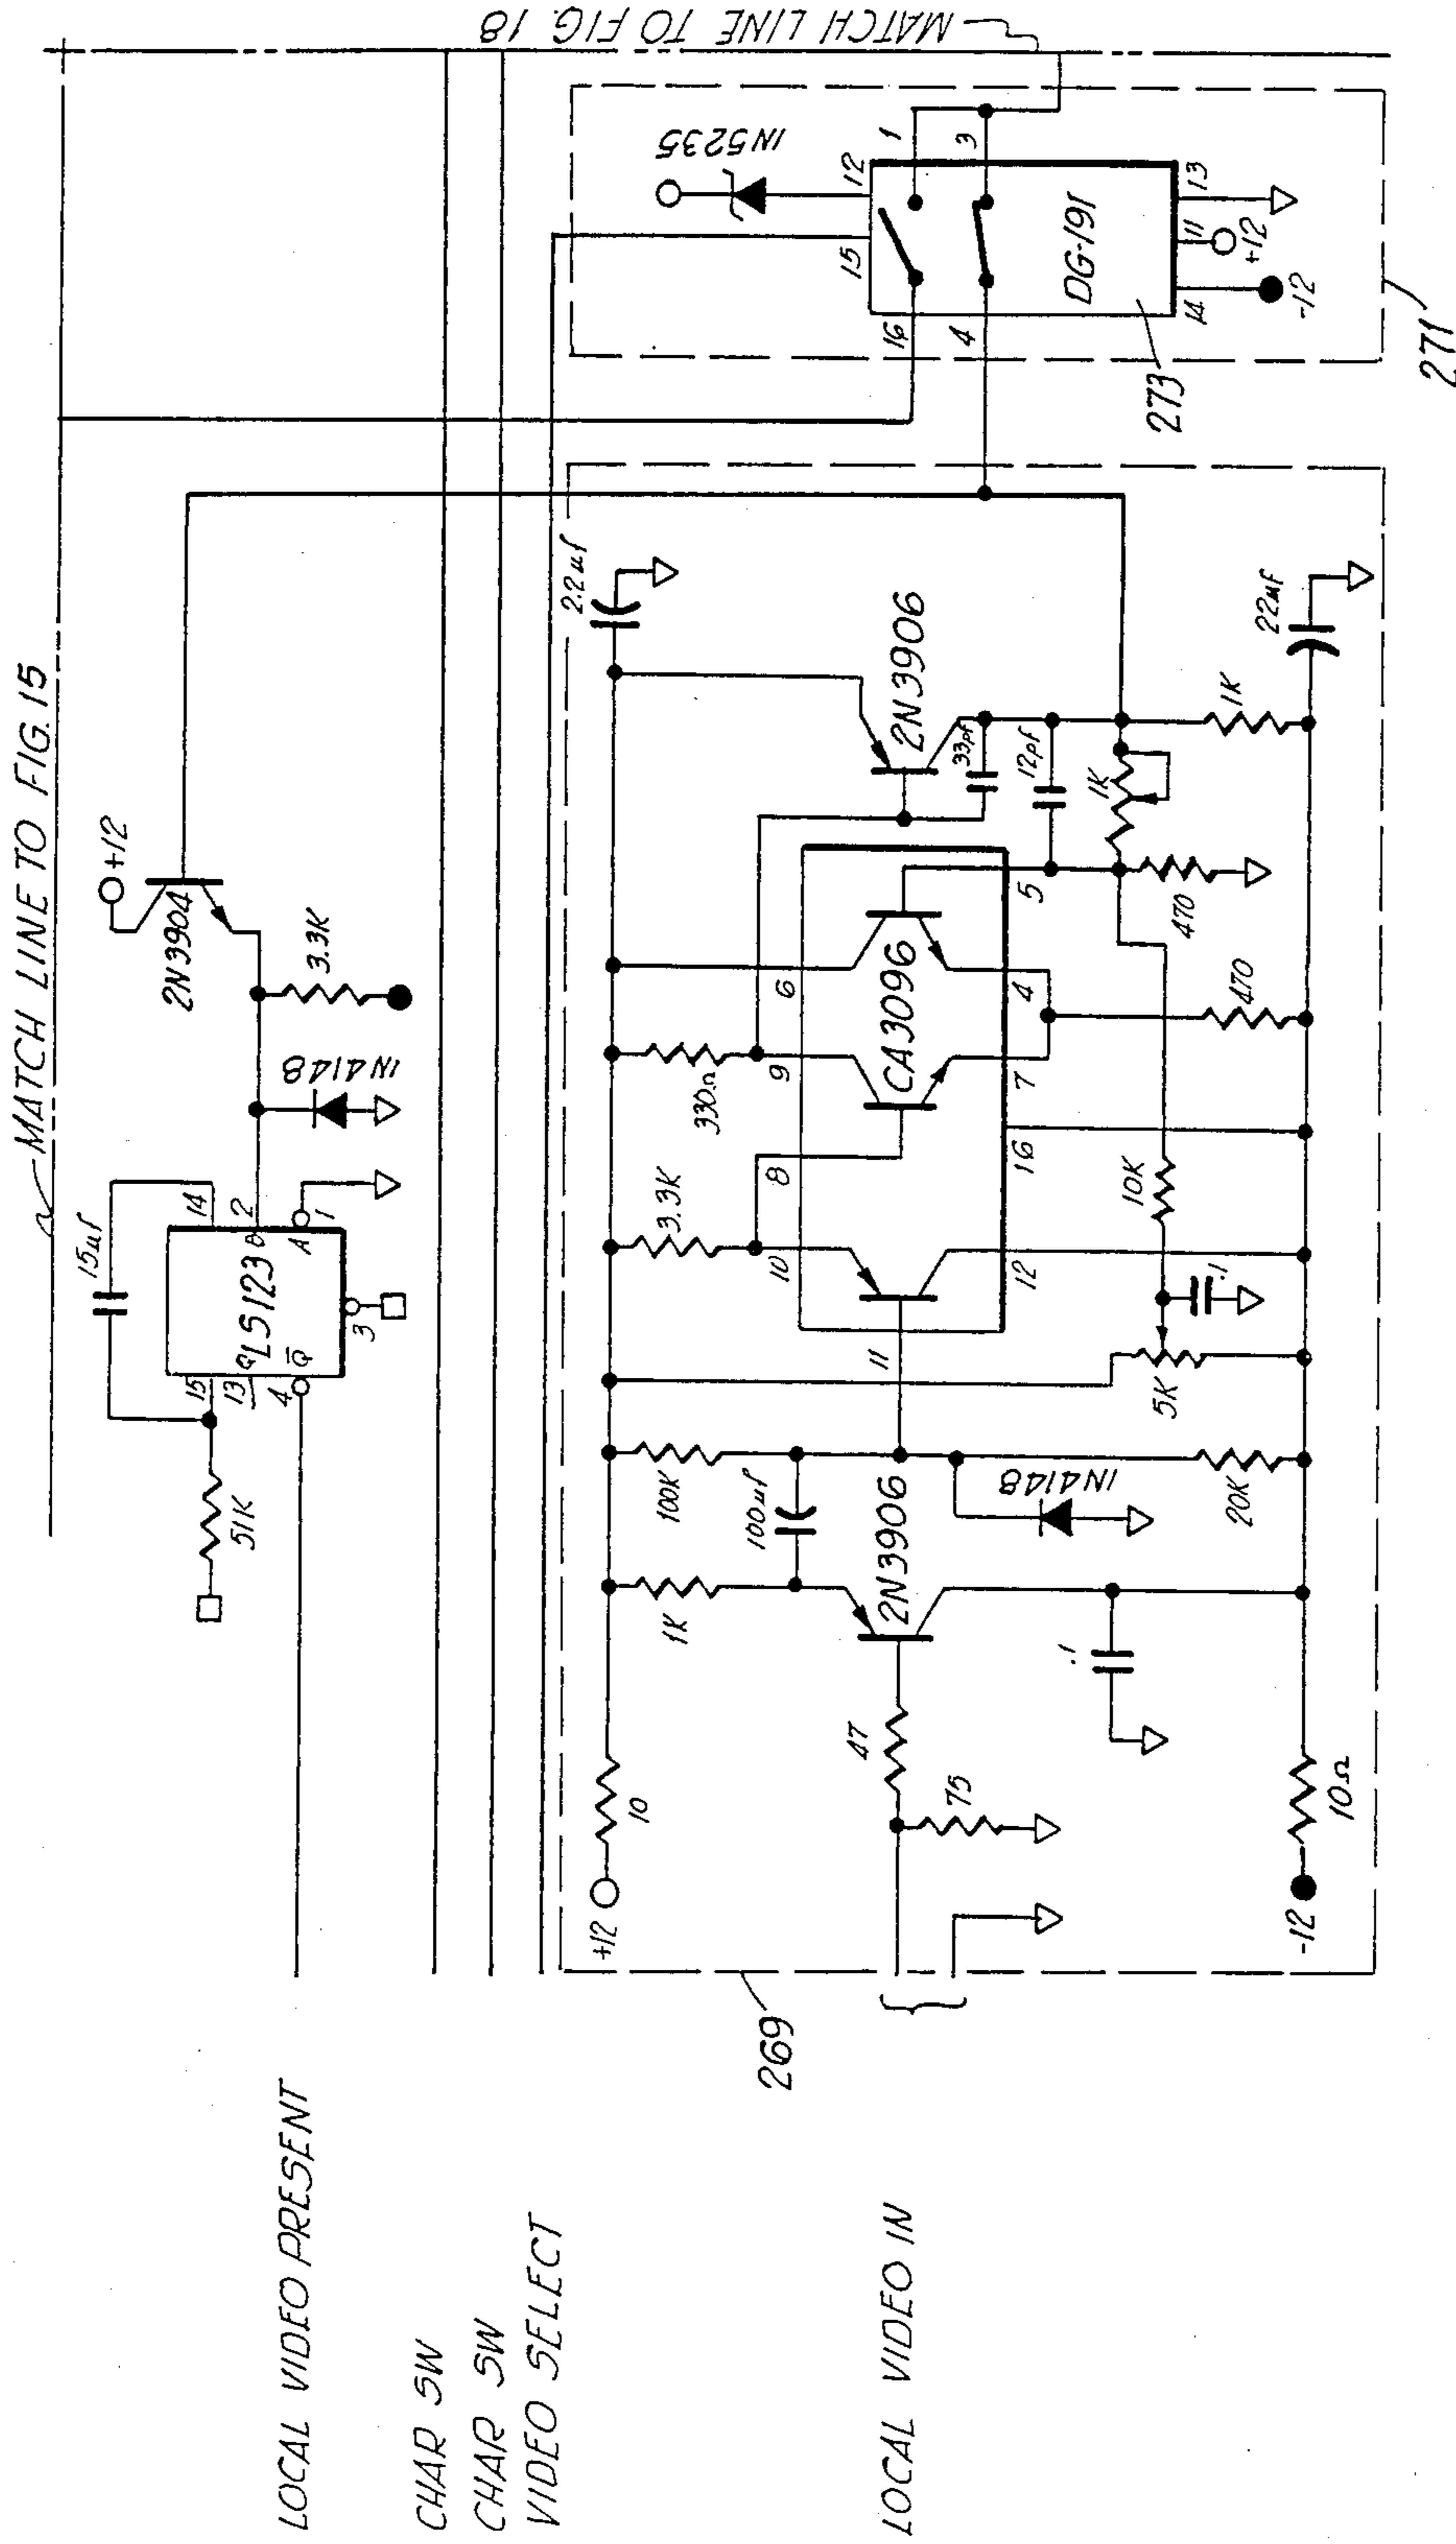 MATCH LINE TO FIG. 15
MATCH LINE TO FIG. 18
LOCAL VIDEO PRESENT
CHAR SW
CHAR SW
VIDEO SELECT
LOCAL VIDEO IN
51K
15µf
15
13
4
14
2
1
3
Q
Q̅
LS123
B
A
1N4148
3.3K
2N3904
+12
269
+12
10
1K
100K
100µf
47
75
2N3906
.1
1N4148
20K
-12
10Ω
5K
.1
10K
3.3K
330Ω
11
10
8
9
6
12
16
7
4
5
CA3096
470
470
1K
12pf
33pf
2N3906
2.2µf
1K
22µf
271
273
DG-191
16
4
15
12
1
3
14
11
13
-12
+12
1N5235